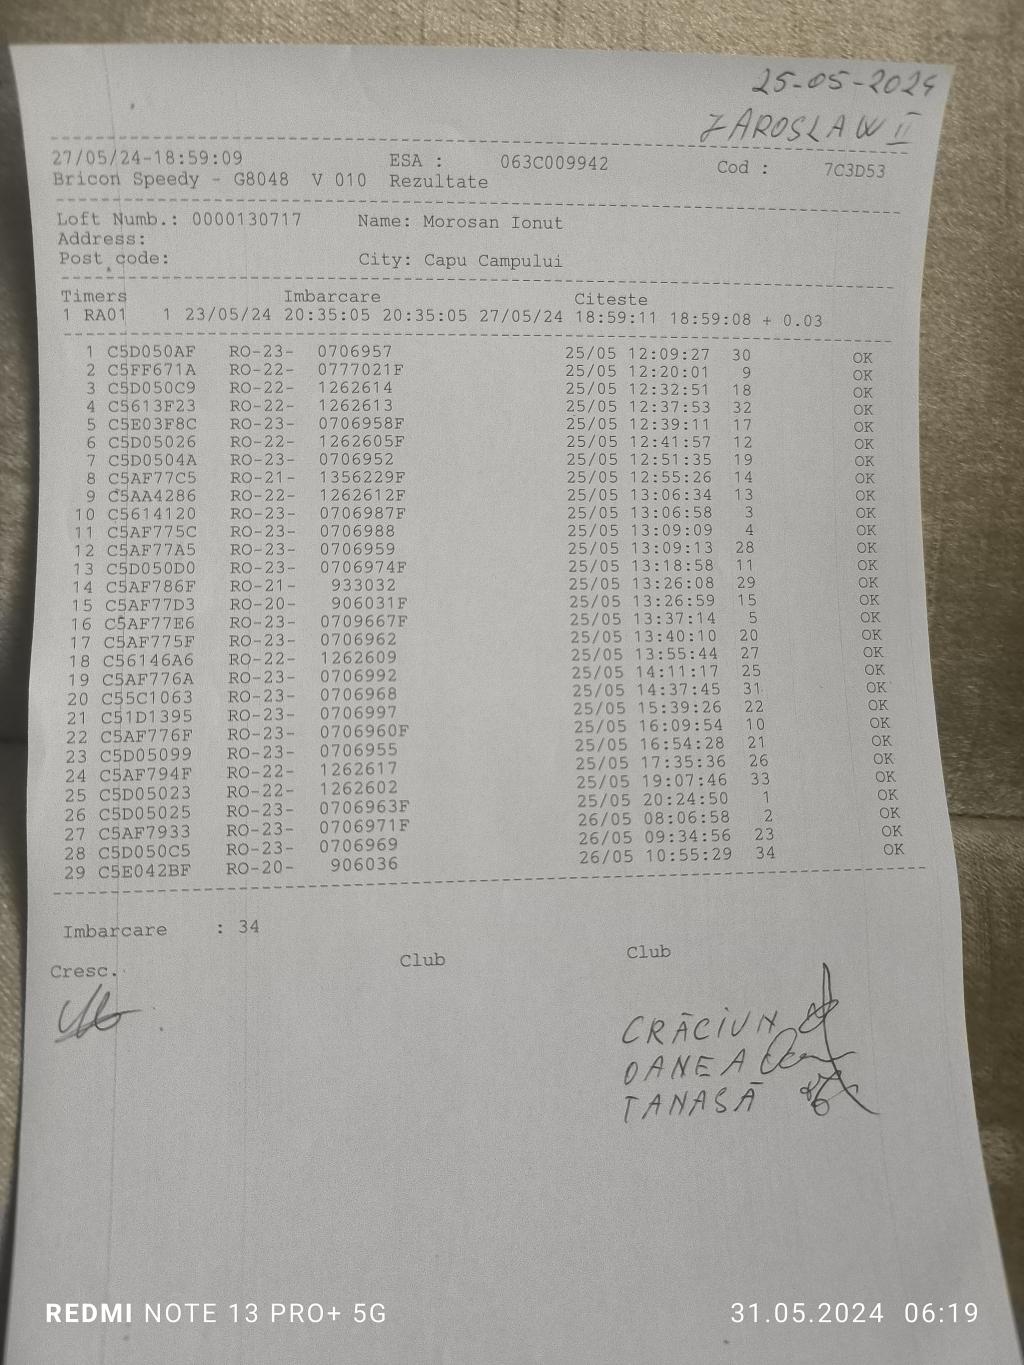 25-05-2024
JAROSLAW II
27/05/24-18:59:09 ESA : 063C009942 Cod : 7C3D53
Bricon Speedy - G8048 V 010 Rezultate
Loft Numb.: 0000130717 Name: Morosan Ionut
Address:
Post code: City: Capu Campului
Timers Imbarcare Citeste
1 RA01 1 23/05/24 20:35:05 20:35:05 27/05/24 18:59:11 18:59:08 + 0.03
1 C5D050AF RO-23- 0706957 25/05 12:09:27 30 OK
2 C5FF671A RO-22- 0777021F 25/05 12:20:01 9 OK
3 C5D050C9 RO-22- 1262614 25/05 12:32:51 18 OK
4 C5613F23 RO-22- 1262613 25/05 12:37:53 32 OK
5 C5E03F8C RO-23- 0706958F 25/05 12:39:11 17 OK
6 C5D05026 RO-22- 1262605F 25/05 12:41:57 12 OK
7 C5D0504A RO-23- 0706952 25/05 12:51:35 19 OK
8 C5AF77C5 RO-21- 1356229F 25/05 12:55:26 14 OK
9 C5AA4286 RO-22- 1262612F 25/05 13:06:34 13 OK
10 C5614120 RO-23- 0706987F 25/05 13:06:58 3 OK
11 C5AF775C RO-23- 0706988 25/05 13:09:09 4 OK
12 C5AF77A5 RO-23- 0706959 25/05 13:09:13 28 OK
13 C5D050D0 RO-23- 0706974F 25/05 13:18:58 11 OK
14 C5AF786F RO-21- 933032 25/05 13:26:08 29 OK
15 C5AF77D3 RO-20- 906031F 25/05 13:26:59 15 OK
16 C5AF77E6 RO-23- 0709667F 25/05 13:37:14 5 OK
17 C5AF775F RO-23- 0706962 25/05 13:40:10 20 OK
18 C56146A6 RO-22- 1262609 25/05 13:55:44 27 OK
19 C5AF776A RO-23- 0706992 25/05 14:11:17 25 OK
20 C55C1063 RO-23- 0706968 25/05 14:37:45 31 OK
21 C51D1395 RO-23- 0706997 25/05 15:39:26 22 OK
22 C5AF776F RO-23- 0706960F 25/05 16:09:54 10 OK
23 C5D05099 RO-23- 0706955 25/05 16:54:28 21 OK
24 C5AF794F RO-22- 1262617 25/05 17:35:36 26 OK
25 C5D05023 RO-22- 1262602 25/05 19:07:46 33 OK
26 C5D05025 RO-23- 0706963F 25/05 20:24:50 1 OK
27 C5AF7933 RO-23- 0706971F 26/05 08:06:58 2 OK
28 C5D050C5 RO-23- 0706969 26/05 09:34:56 23 OK
29 C5E042BF RO-20- 906036 26/05 10:55:29 34 OK
Imbarcare : 34
Cresc. Club Club
CRĂCIUN
OANEA
TANASĂ
REDMI NOTE 13 PRO+ 5G 31.05.2024 06:19